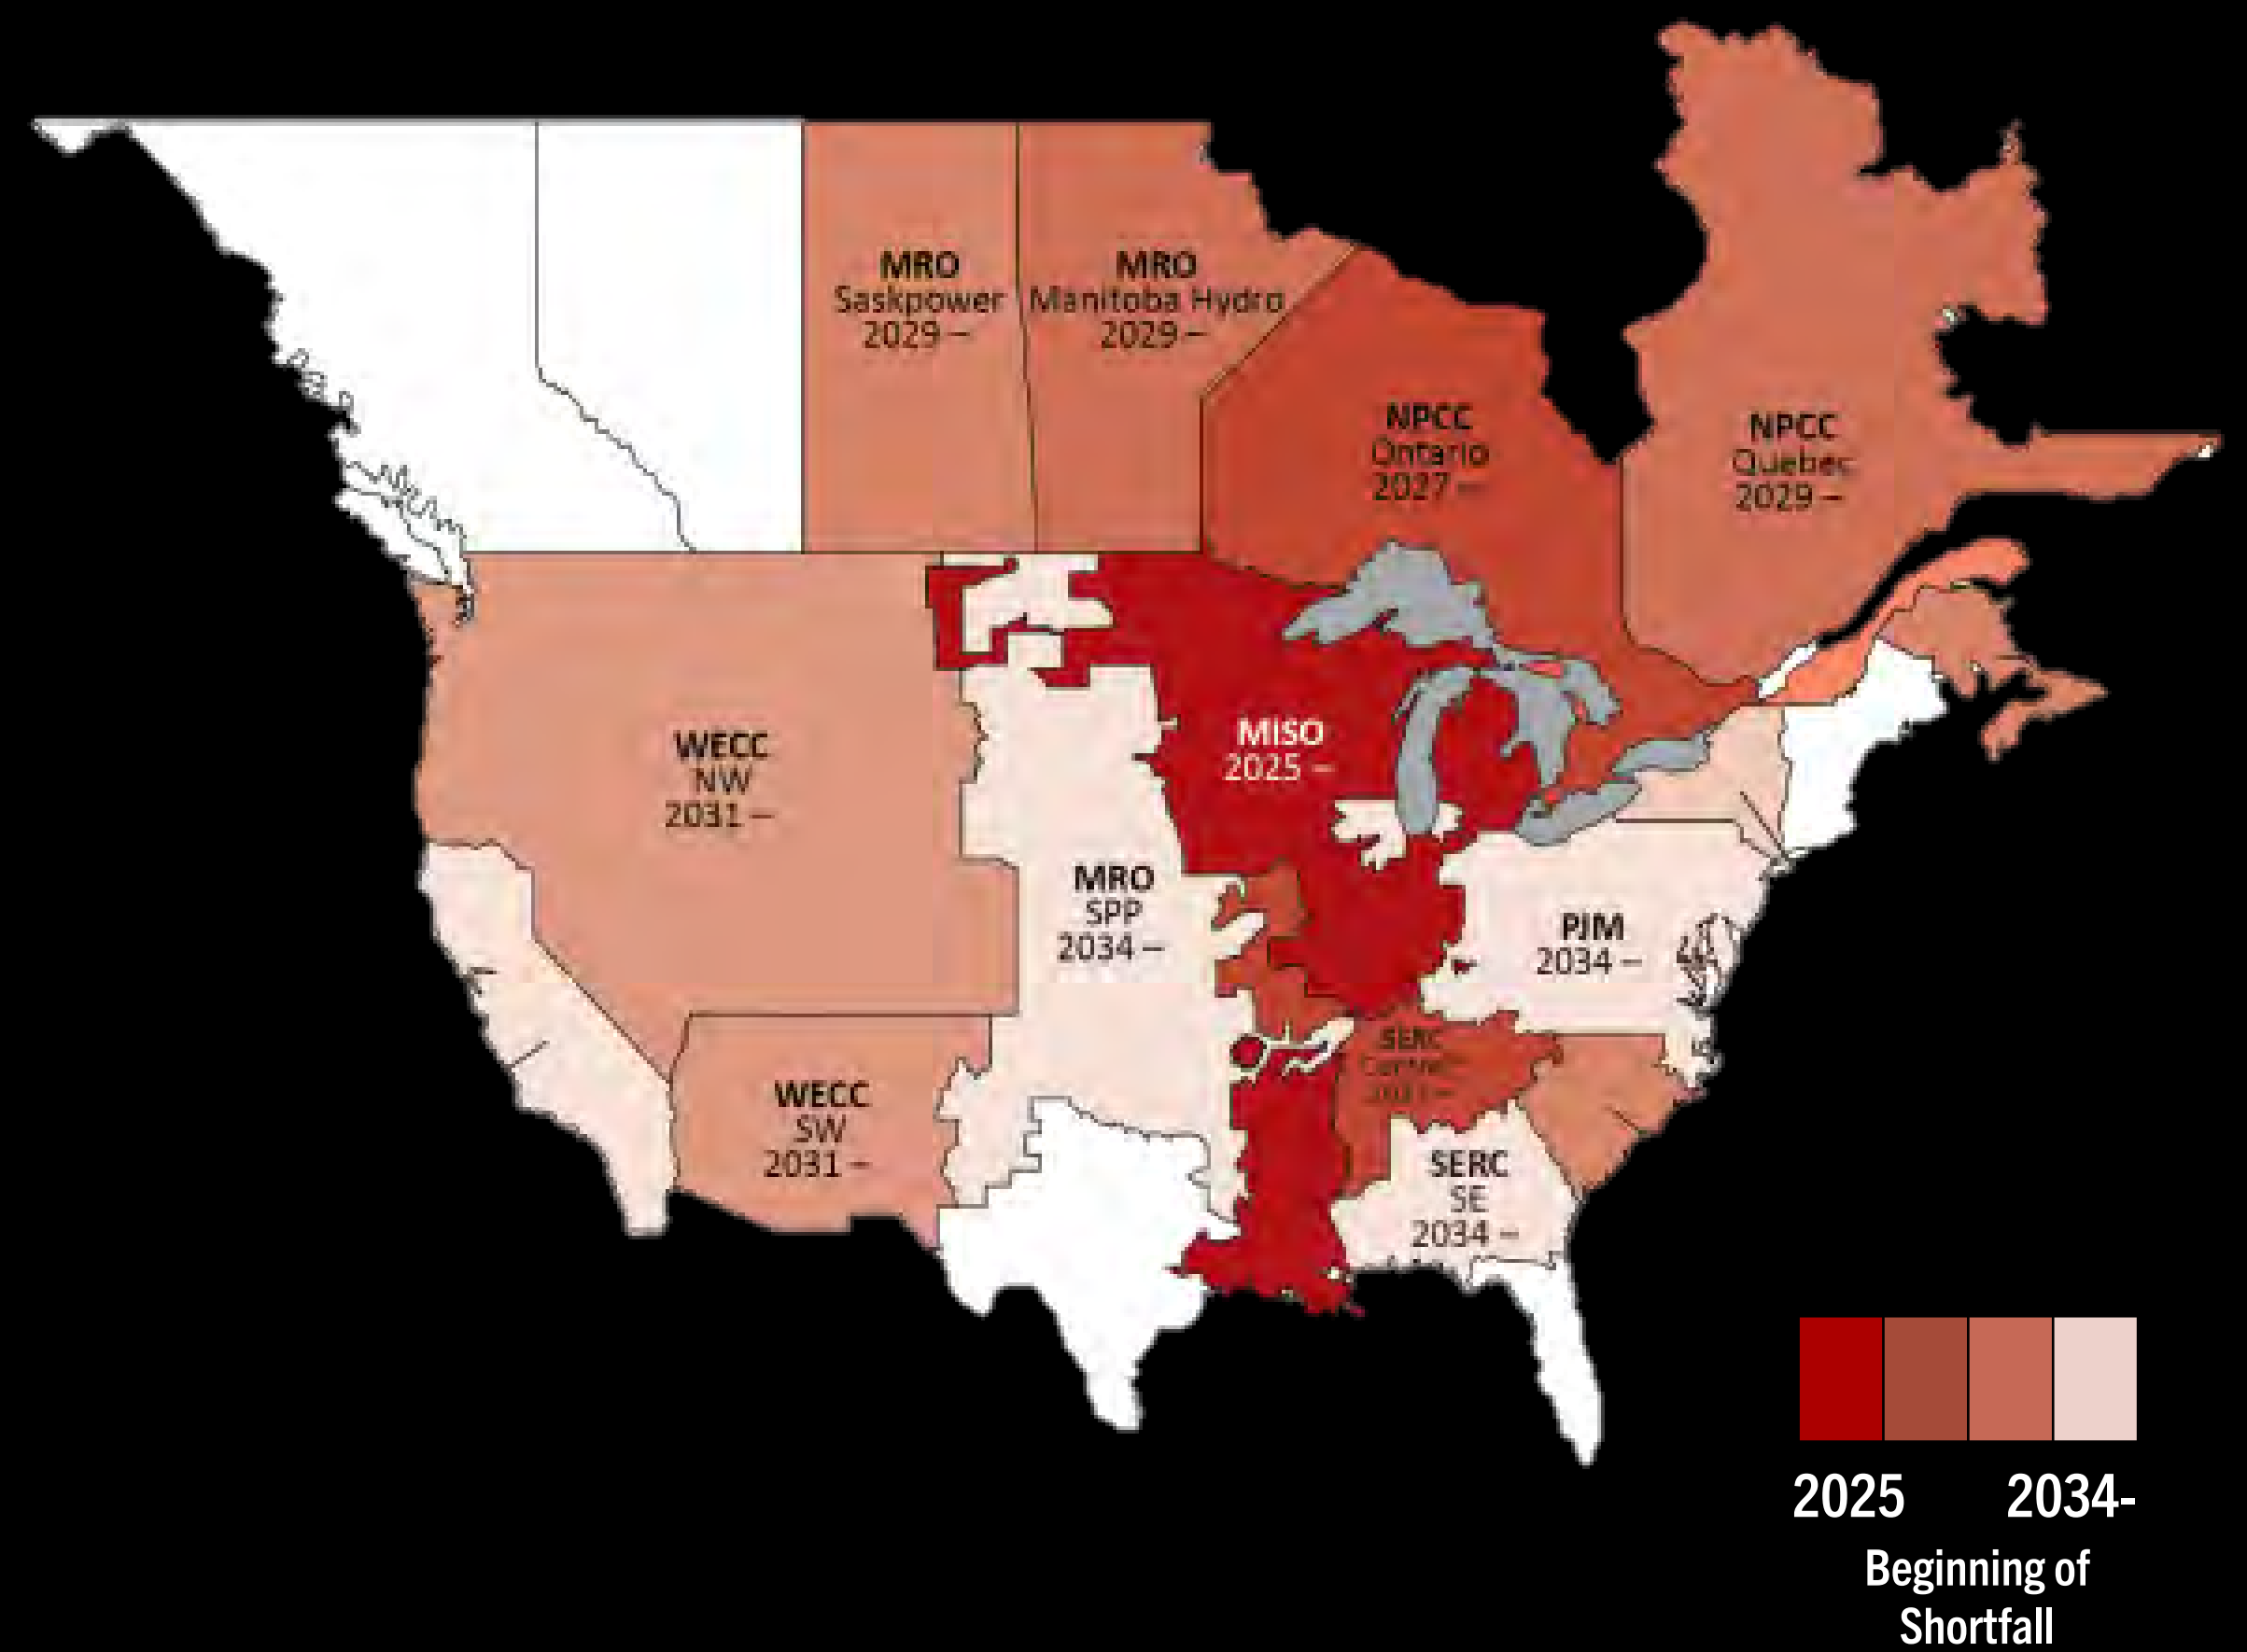 MRO
Saskpower
2029 –
MRO
Manitoba Hydro
2029 –
NPCC
Ontario
2027 –
NPCC
Quebec
2029 –
WECC
NW
2031 –
MISO
2025 –
MRO
SPP
2034 –
PJM
2034 –
SERC
Central
WECC
SW
2031 –
SERC
SE
2034 –
2025
2034-
Beginning of
Shortfall